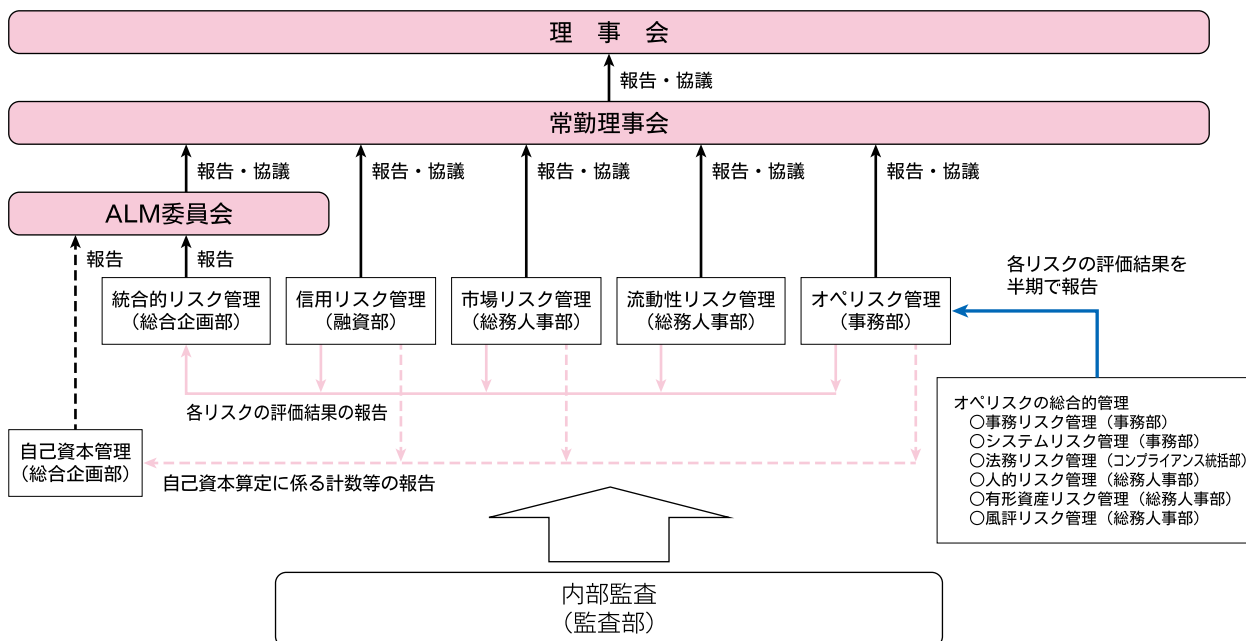 理　事　会
報告・協議
常勤理事会
報告・協議
報告・協議
報告・協議
報告・協議
報告・協議
ALM委員会
報告
報告
統合的リスク管理
（総合企画部）
信用リスク管理
（融資部）
市場リスク管理
（総務人事部）
流動性リスク管理
（総務人事部）
オペリスク管理
（事務部）
各リスクの評価結果を
半期で報告
各リスクの評価結果の報告
オペリスクの総合的管理
○事務リスク管理（事務部）
○システムリスク管理（事務部）
○法務リスク管理（コンプライアンス統括部）
○人的リスク管理（総務人事部）
○有形資産リスク管理（総務人事部）
○風評リスク管理（総務人事部）
自己資本管理
（総合企画部）
自己資本算定に係る計数等の報告
内部監査
（監査部）